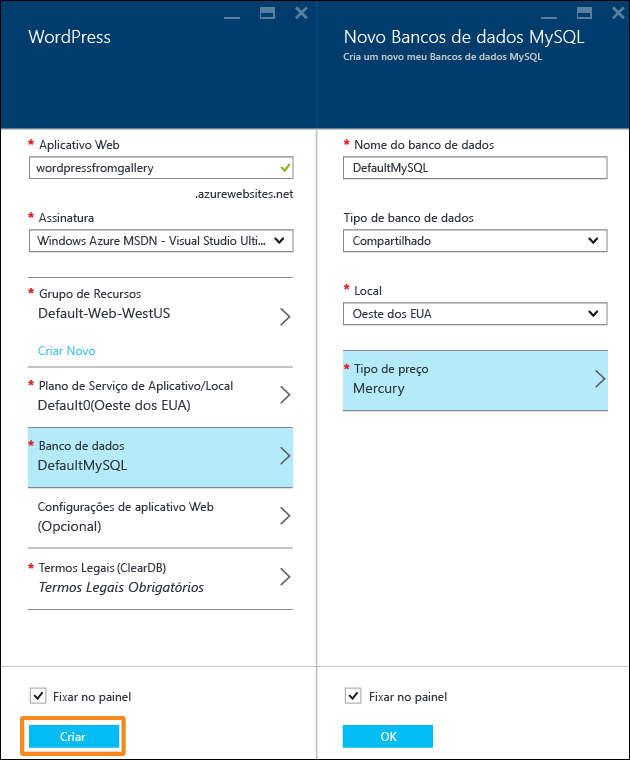 WordPress
* Aplicativo Web
wordpressfromgallery
.azurewebsites.net
* Assinatura
Windows Azure MSDN - Visual Studio Ulti...
* Grupo de Recursos
Default-Web-WestUS
Criar Novo
* Plano de Serviço de Aplicativo/Local
Default0(Oeste dos EUA)
* Banco de dados
DefaultMySQL
Configurações de aplicativo Web
(Opcional)
* Termos Legais (ClearDB)
Termos Legais Obrigatórios
Fixar no painel
Criar
Novo Bancos de dados MySQL
Cria um novo meu Bancos de dados MySQL
* Nome do banco de dados
DefaultMySQL
Tipo de banco de dados
Compartilhado
* Local
Oeste dos EUA
* Tipo de preço
Mercury
Fixar no painel
OK